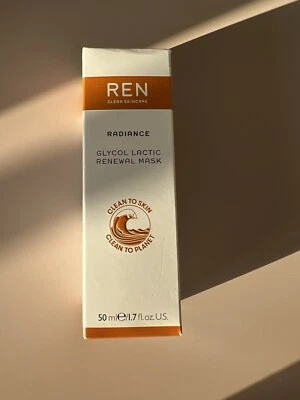 REN
CLEAN SKINCARE
RADIANCE
GLYCOL LACTIC
RENEWAL MASK
CLEAN TO SKIN
CLEAN TO PLANET
50 ml℮/1.7 fl.oz. U.S.